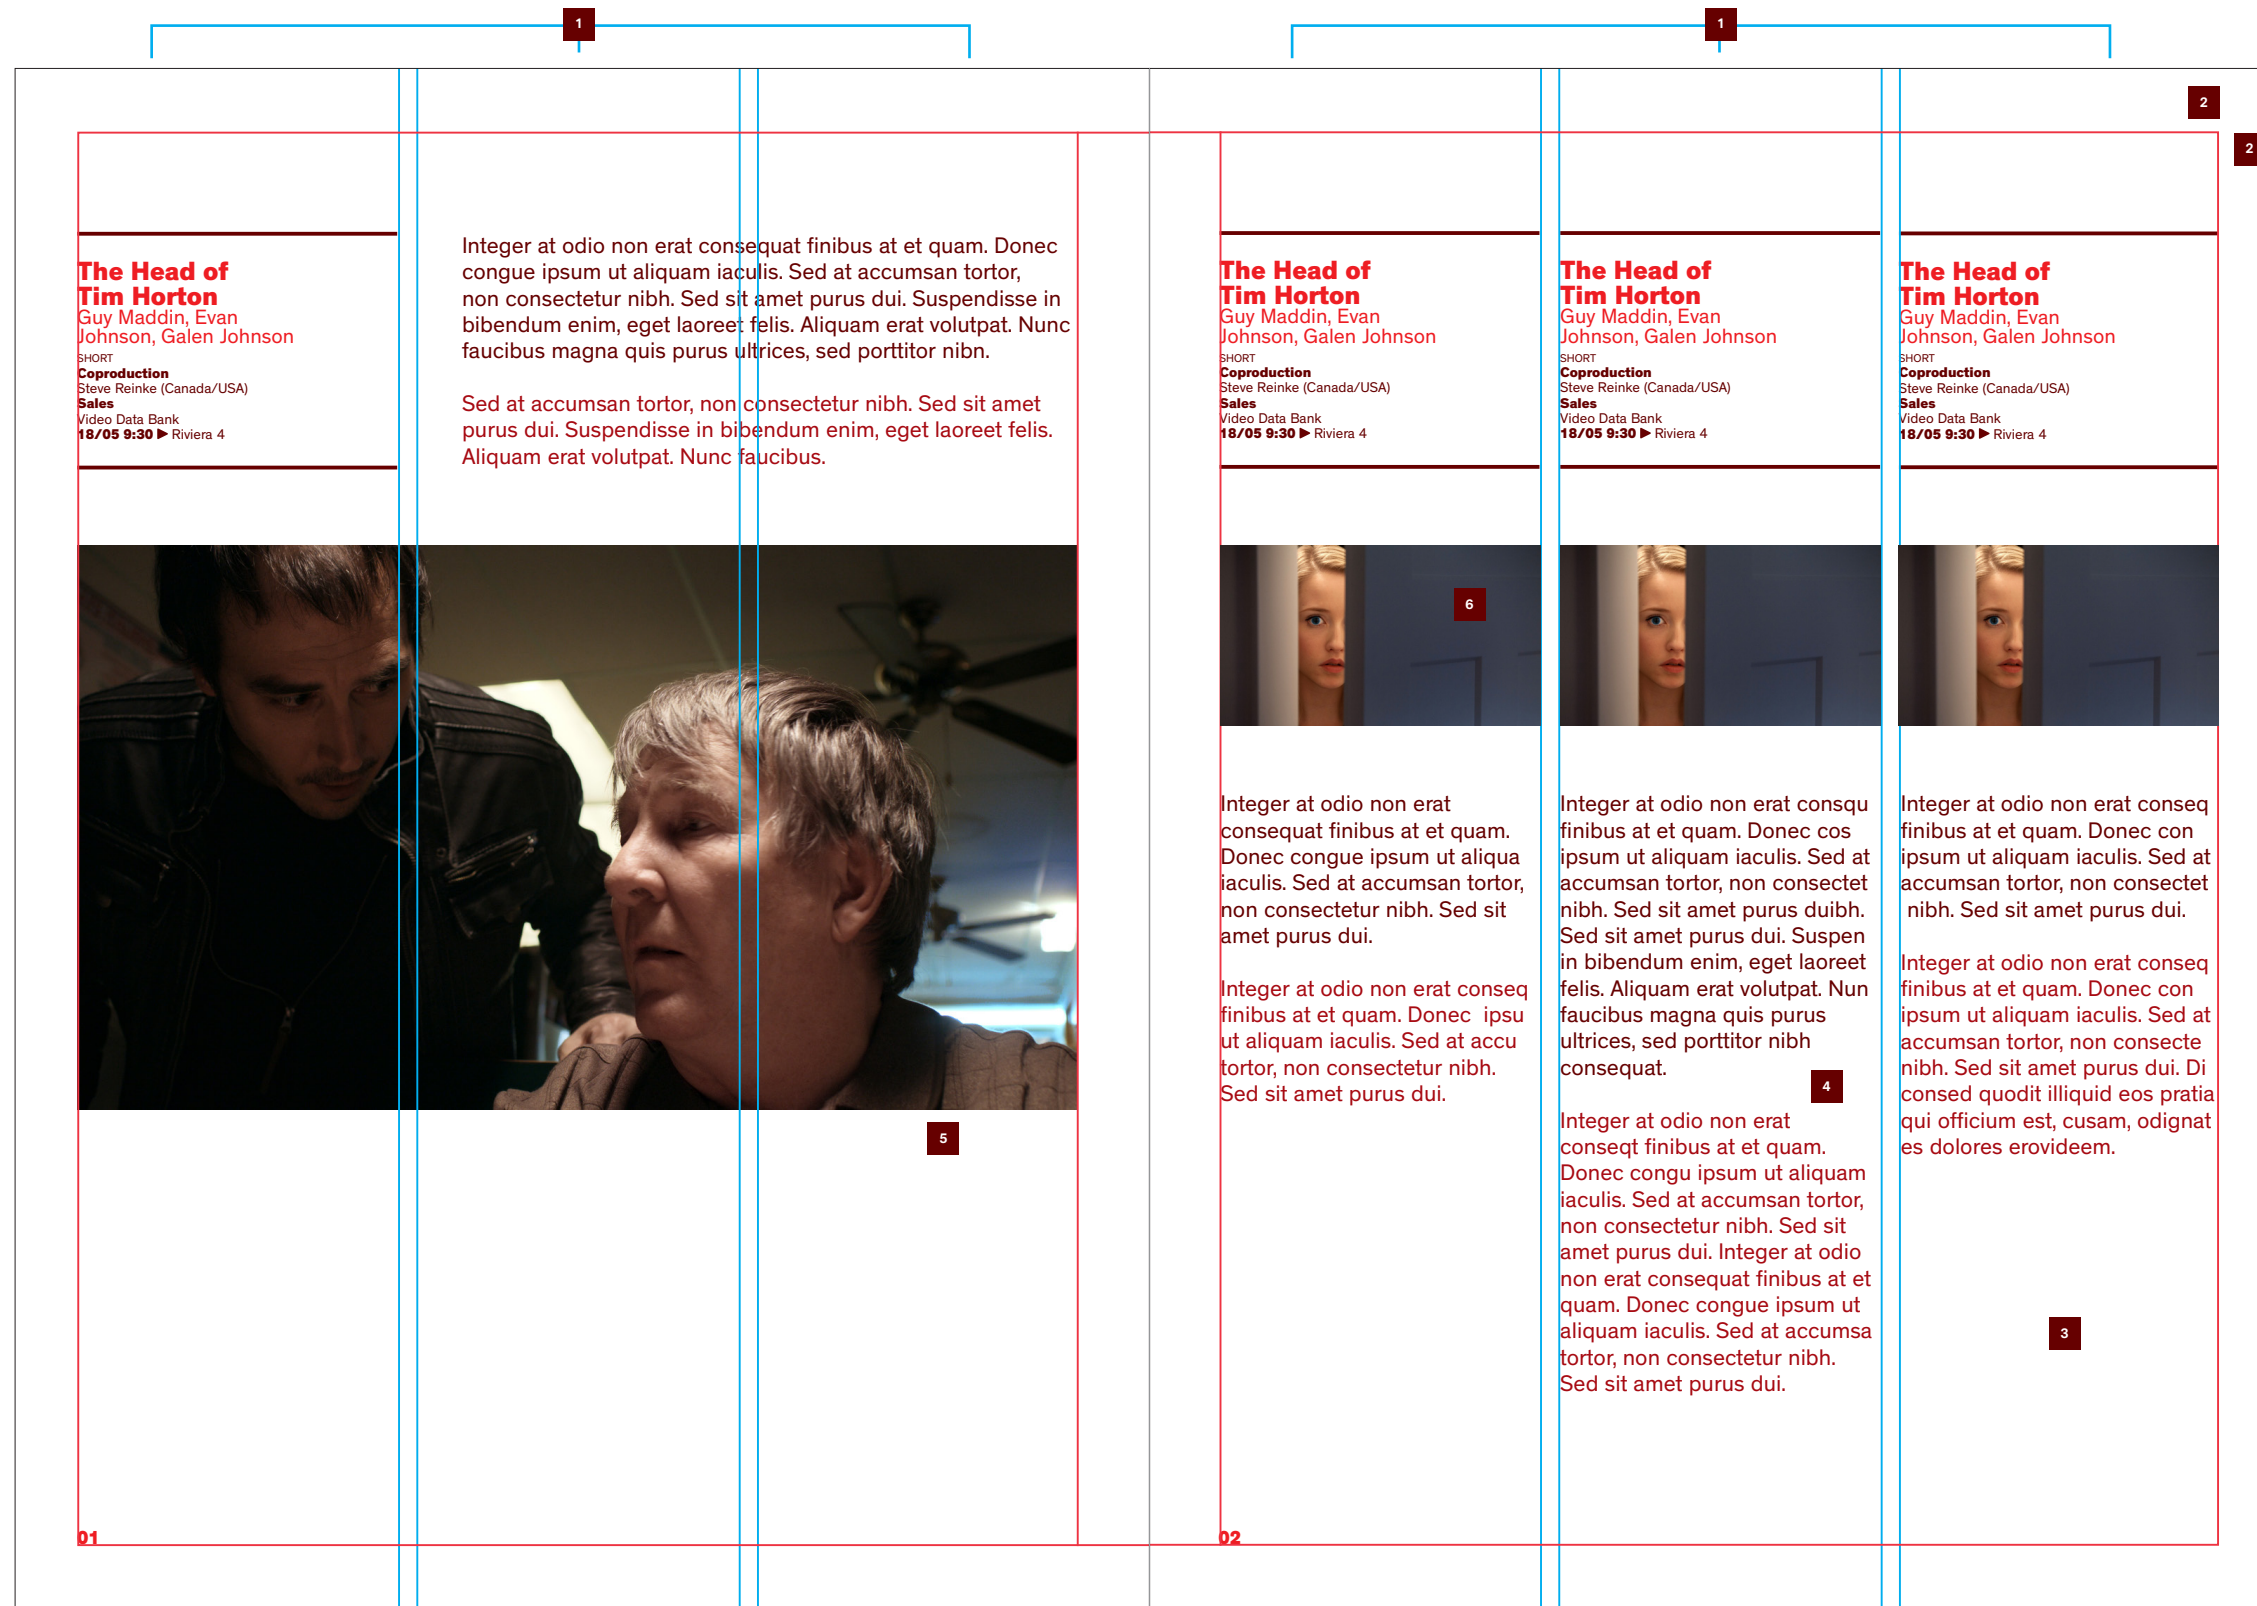 1
1
2
2
The Head of
Tim Horton
Guy Maddin, Evan
Johnson, Galen Johnson
SHORT
Coproduction
Steve Reinke (Canada/USA)
Sales
Video Data Bank
18/05 9:30 ▶ Riviera 4
Integer at odio non erat consequat finibus at et quam. Donec
congue ipsum ut aliquam iaculis. Sed at accumsan tortor,
non consectetur nibh. Sed sit amet purus dui. Suspendisse in
bibendum enim, eget laoreet felis. Aliquam erat volutpat. Nunc
faucibus magna quis purus ultrices, sed porttitor nibn.
Sed at accumsan tortor, non consectetur nibh. Sed sit amet
purus dui. Suspendisse in bibendum enim, eget laoreet felis.
Aliquam erat volutpat. Nunc faucibus.
5
01
The Head of
Tim Horton
Guy Maddin, Evan
Johnson, Galen Johnson
SHORT
Coproduction
Steve Reinke (Canada/USA)
Sales
Video Data Bank
18/05 9:30 ▶ Riviera 4
6
Integer at odio non erat
consequat finibus at et quam.
Donec congue ipsum ut aliqua
iaculis. Sed at accumsan tortor,
non consectetur nibh. Sed sit
amet purus dui.
Integer at odio non erat conseq
finibus at et quam. Donec ipsu
ut aliquam iaculis. Sed at accu
tortor, non consectetur nibh.
Sed sit amet purus dui.
02
The Head of
Tim Horton
Guy Maddin, Evan
Johnson, Galen Johnson
SHORT
Coproduction
Steve Reinke (Canada/USA)
Sales
Video Data Bank
18/05 9:30 ▶ Riviera 4
Integer at odio non erat consqu
finibus at et quam. Donec cos
ipsum ut aliquam iaculis. Sed at
accumsan tortor, non consectet
nibh. Sed sit amet purus duibh.
Sed sit amet purus dui. Suspen
in bibendum enim, eget laoreet
felis. Aliquam erat volutpat. Nun
faucibus magna quis purus
ultrices, sed porttitor nibh
consequat.
4
Integer at odio non erat
conseqt finibus at et quam.
Donec congu ipsum ut aliquam
iaculis. Sed at accumsan tortor,
non consectetur nibh. Sed sit
amet purus dui. Integer at odio
non erat consequat finibus at et
quam. Donec congue ipsum ut
aliquam iaculis. Sed at accumsa
tortor, non consectetur nibh.
Sed sit amet purus dui.
The Head of
Tim Horton
Guy Maddin, Evan
Johnson, Galen Johnson
SHORT
Coproduction
Steve Reinke (Canada/USA)
Sales
Video Data Bank
18/05 9:30 ▶ Riviera 4
Integer at odio non erat conseq
finibus at et quam. Donec con
ipsum ut aliquam iaculis. Sed at
accumsan tortor, non consectet
nibh. Sed sit amet purus dui.
Integer at odio non erat conseq
finibus at et quam. Donec con
ipsum ut aliquam iaculis. Sed at
accumsan tortor, non consecte
nibh. Sed sit amet purus dui. Di
consed quodit illiquid eos pratia
qui officium est, cusam, odignat
es dolores erovideem.
3